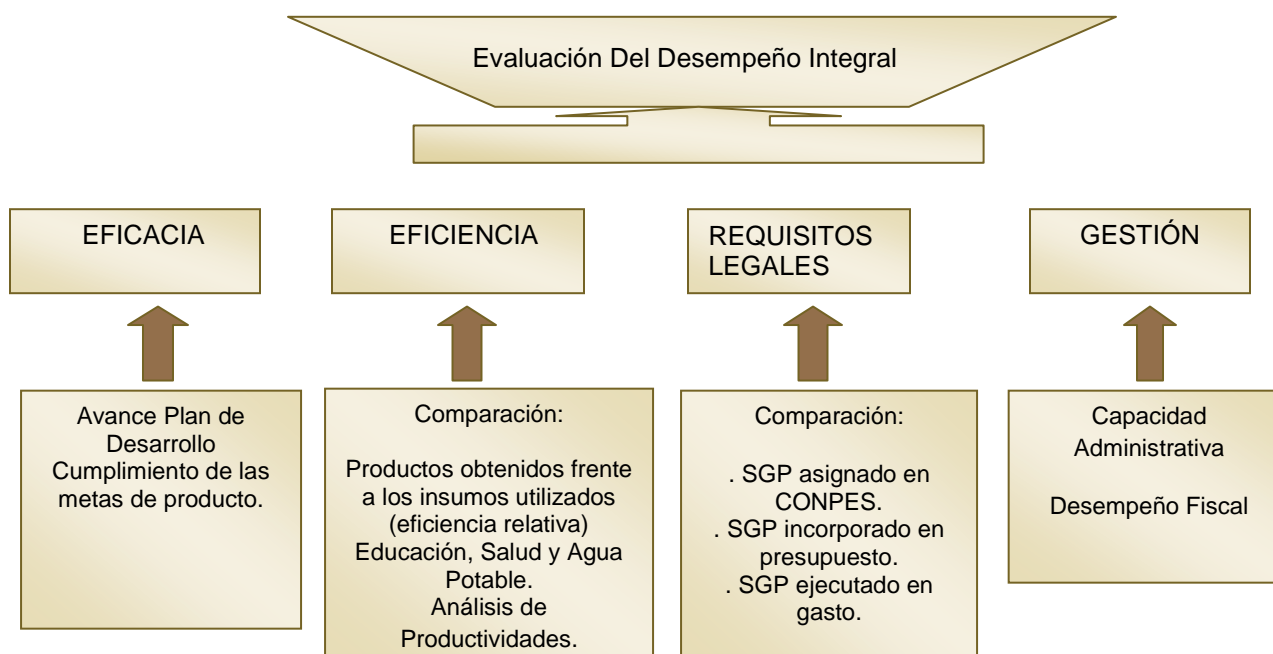 Evaluación Del Desempeño Integral
EFICACIA
EFICIENCIA
REQUISITOS
LEGALES
GESTIÓN
Avance Plan de
Desarrollo
Cumplimiento de las
metas de producto.
Comparación:
Productos obtenidos frente
a los insumos utilizados
(eficiencia relativa)
Educación, Salud y Agua
Potable.
Análisis de
Productividades.
Comparación:
. SGP asignado en
CONPES.
. SGP incorporado en
presupuesto.
. SGP ejecutado en
gasto.
Capacidad
Administrativa
Desempeño Fiscal